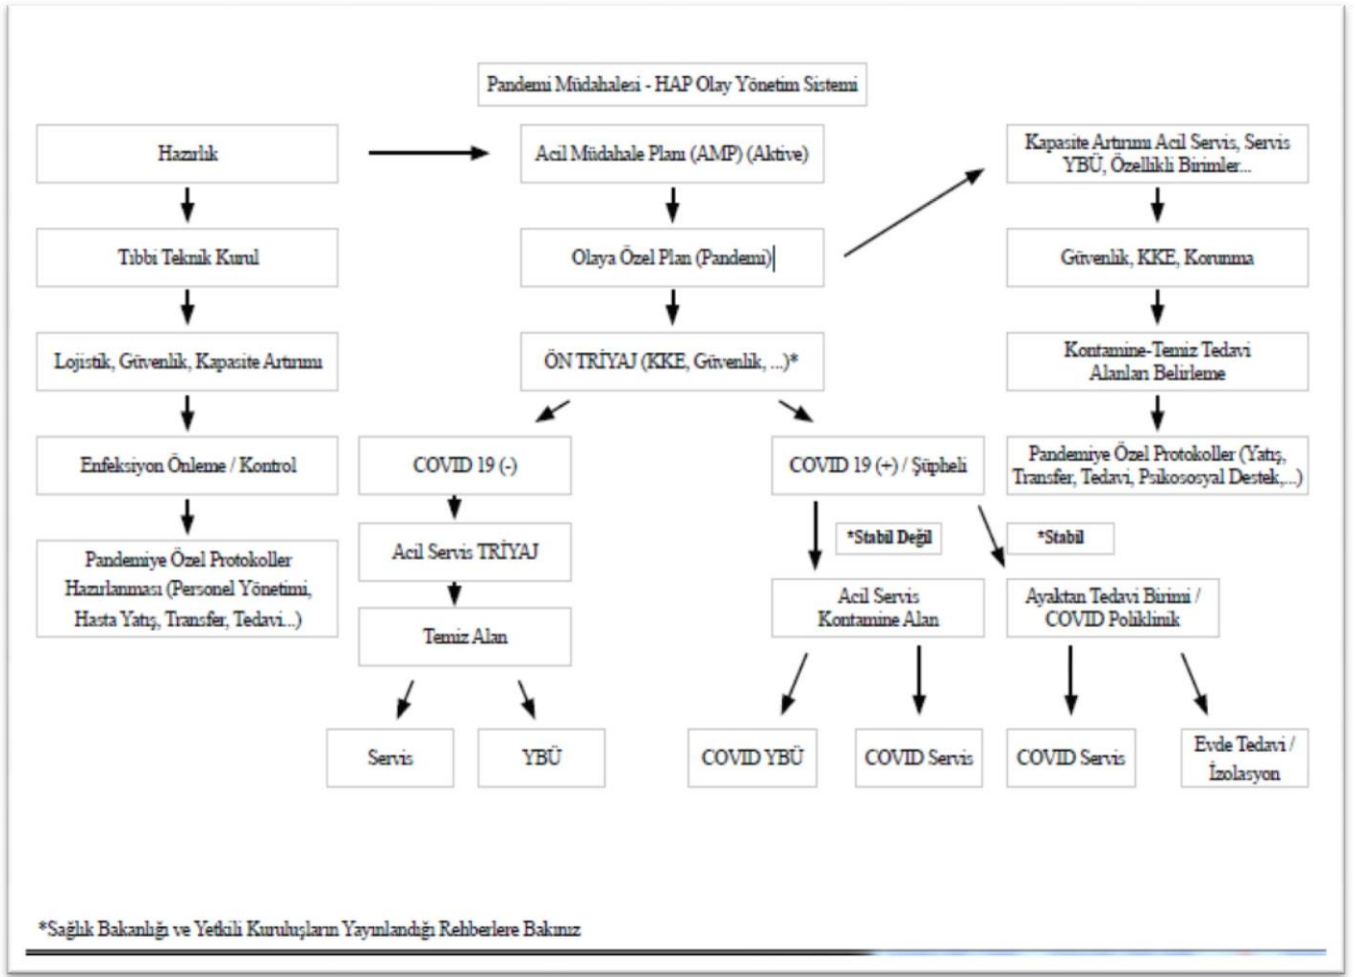 Pandemi Müdahalesi - HAP Olay Yönetim Sistemi
Hazırlık
Acil Müdahale Planı (AMP) (Aktive)
Kapasite Artırımı Acil Servis, Servis
YBÜ, Özellikli Birimler...
Tıbbi Teknik Kurul
Olaya Özel Plan (Pandemi)
Güvenlik, KKE, Korunma
Lojistik, Güvenlik, Kapasite Artırımı
ÖN TRİYAJ (KKE, Güvenlik, ...)*
Kontamine-Temiz Tedavi
Alanları Belirleme
Enfeksiyon Önleme / Kontrol
COVID 19 (-)
COVID 19 (+) / Şüpheli
Pandemiye Özel Protokoller (Yatış,
Transfer, Tedavi, Psikososyal Destek,...)
Pandemiye Özel Protokoller
Hazırlanması (Personel Yönetimi,
Hasta Yatış, Transfer, Tedavi...)
Acil Servis TRİYAJ
*Stabil Değil
*Stabil
Temiz Alan
Acil Servis
Kontamine Alan
Ayaktan Tedavi Birimi /
COVID Poliklinik
Servis
YBÜ
COVID YBÜ
COVID Servis
COVID Servis
Evde Tedavi /
İzolasyon
*Sağlık Bakanlığı ve Yetkili Kuruluşların Yayınlandığı Rehberlere Bakınız